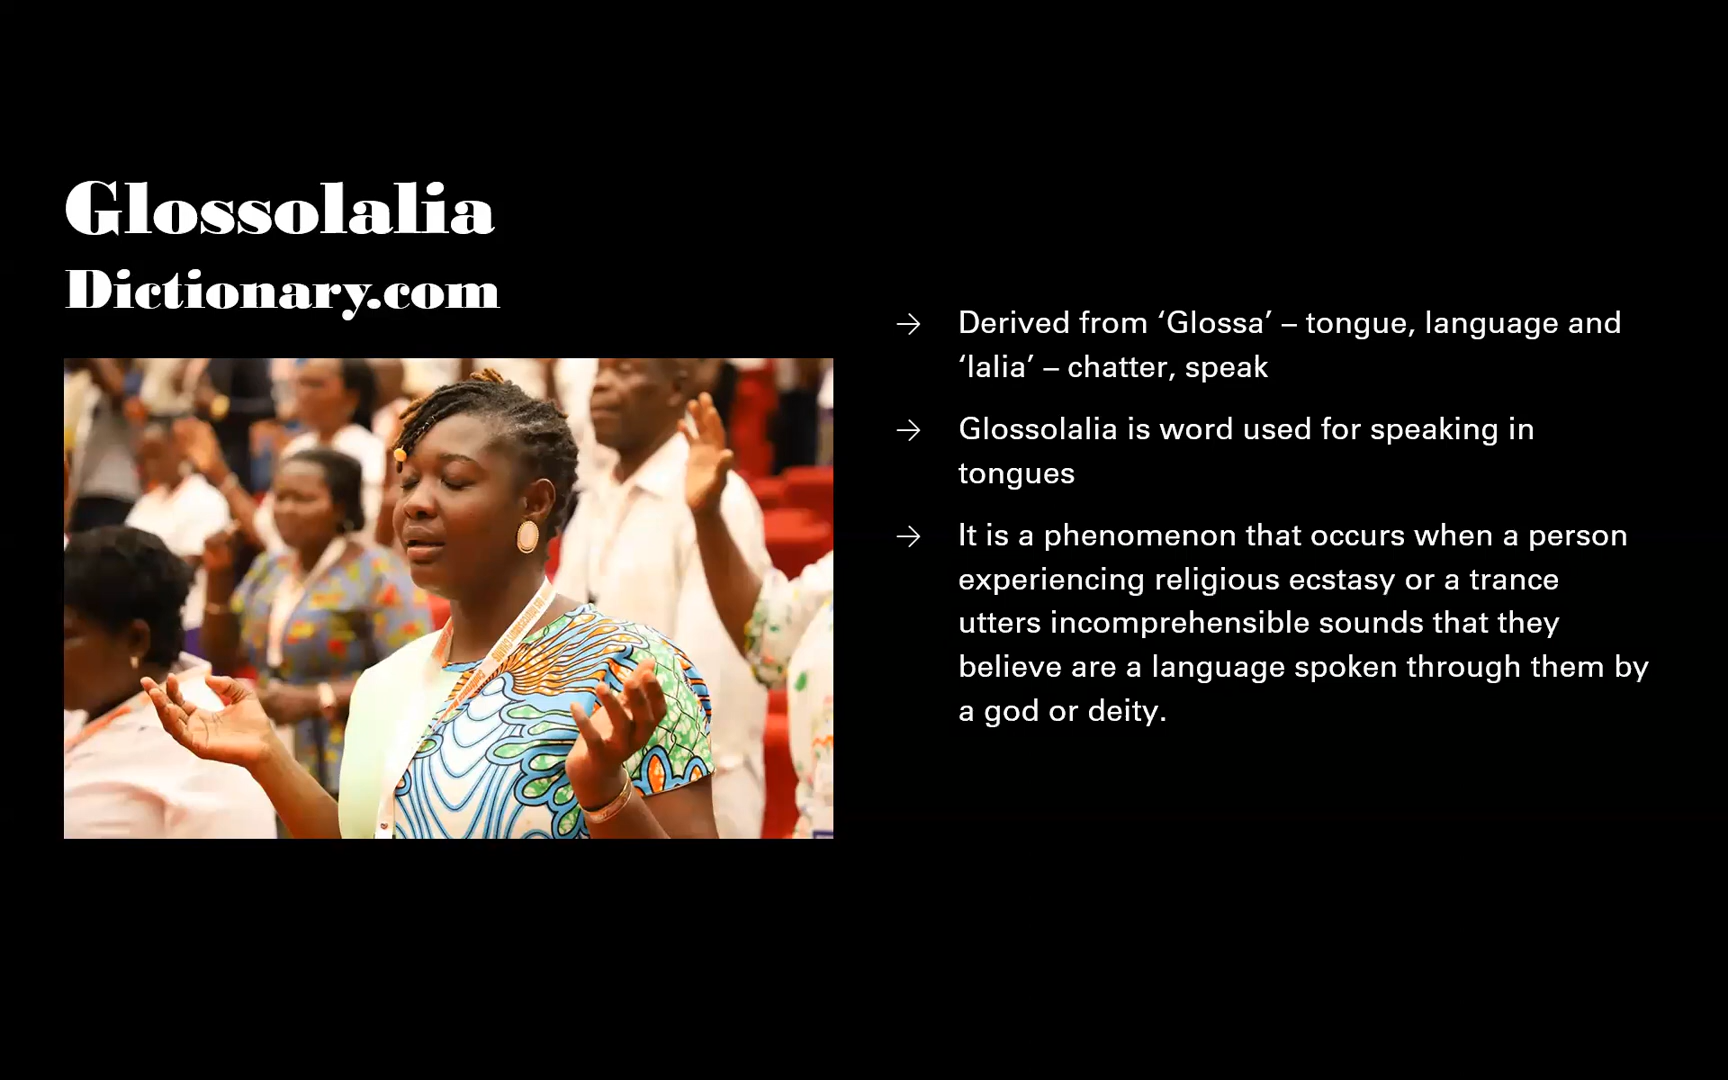 Glossolalia
Dictionary.com
→ Derived from ‘Glossa’ – tongue, language and
‘lalia’ – chatter, speak
→ Glossolalia is word used for speaking in
tongues
→ It is a phenomenon that occurs when a person
experiencing religious ecstasy or a trance
utters incomprehensible sounds that they
believe are a language spoken through them by
a god or deity.